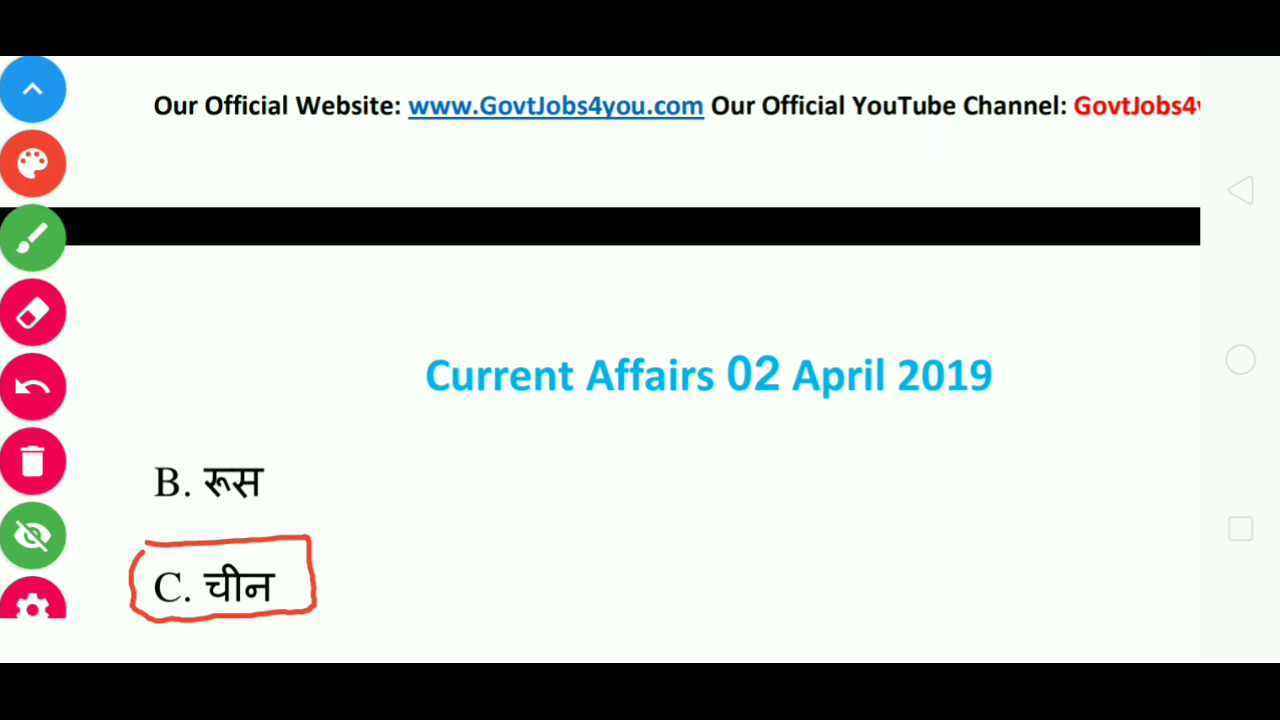 Our Official Website: www.GovtJobs4you.com Our Official YouTube Channel: GovtJobs4
Current Affairs 02 April 2019
B. रूस
C. चीन